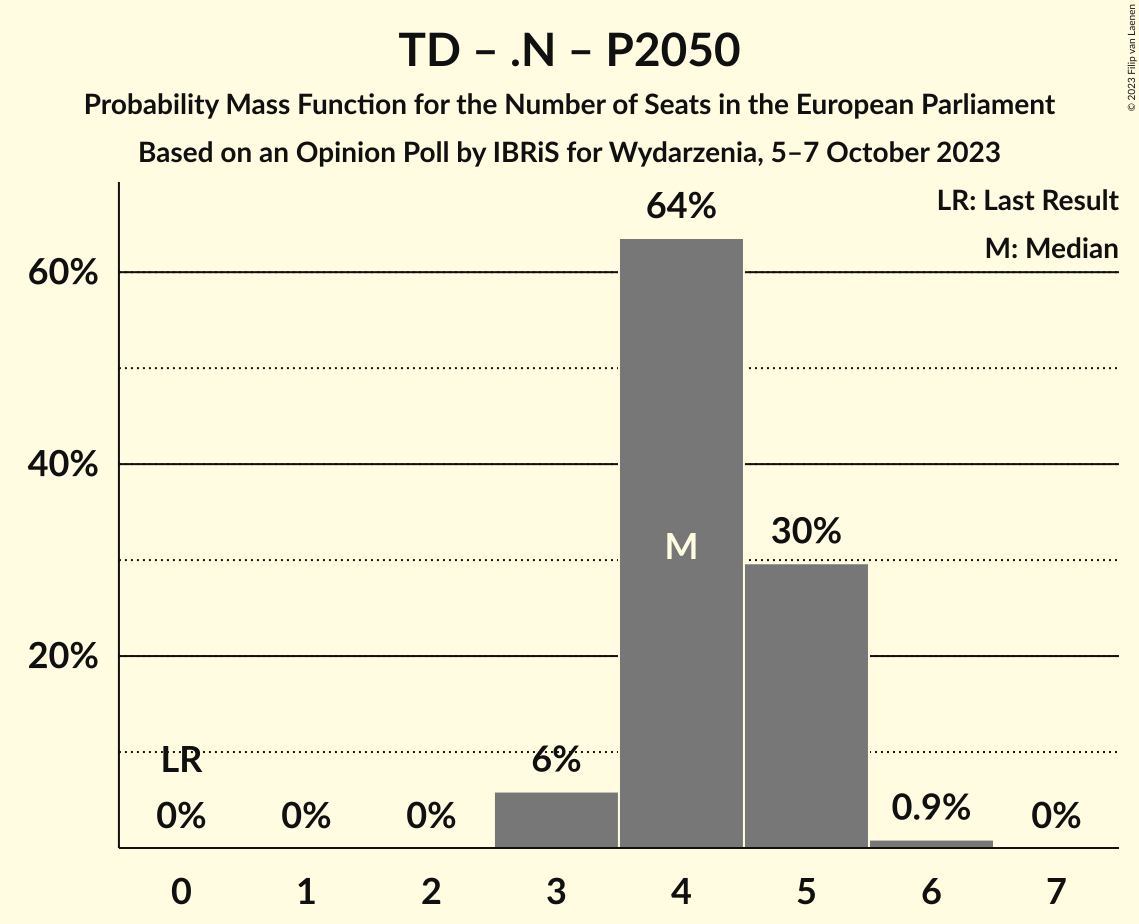 TD – .N – P2050
Probability Mass Function for the Number of Seats in the European Parliament
Based on an Opinion Poll by IBRiS for Wydarzenia, 5–7 October 2023
© 2023 Filip van Laenen
LR: Last Result
M: Median
64%
60%
40%
30%
M
20%
LR
6%
0%
0%
0%
0.9%
0%
0 1 2 3 4 5 6 7